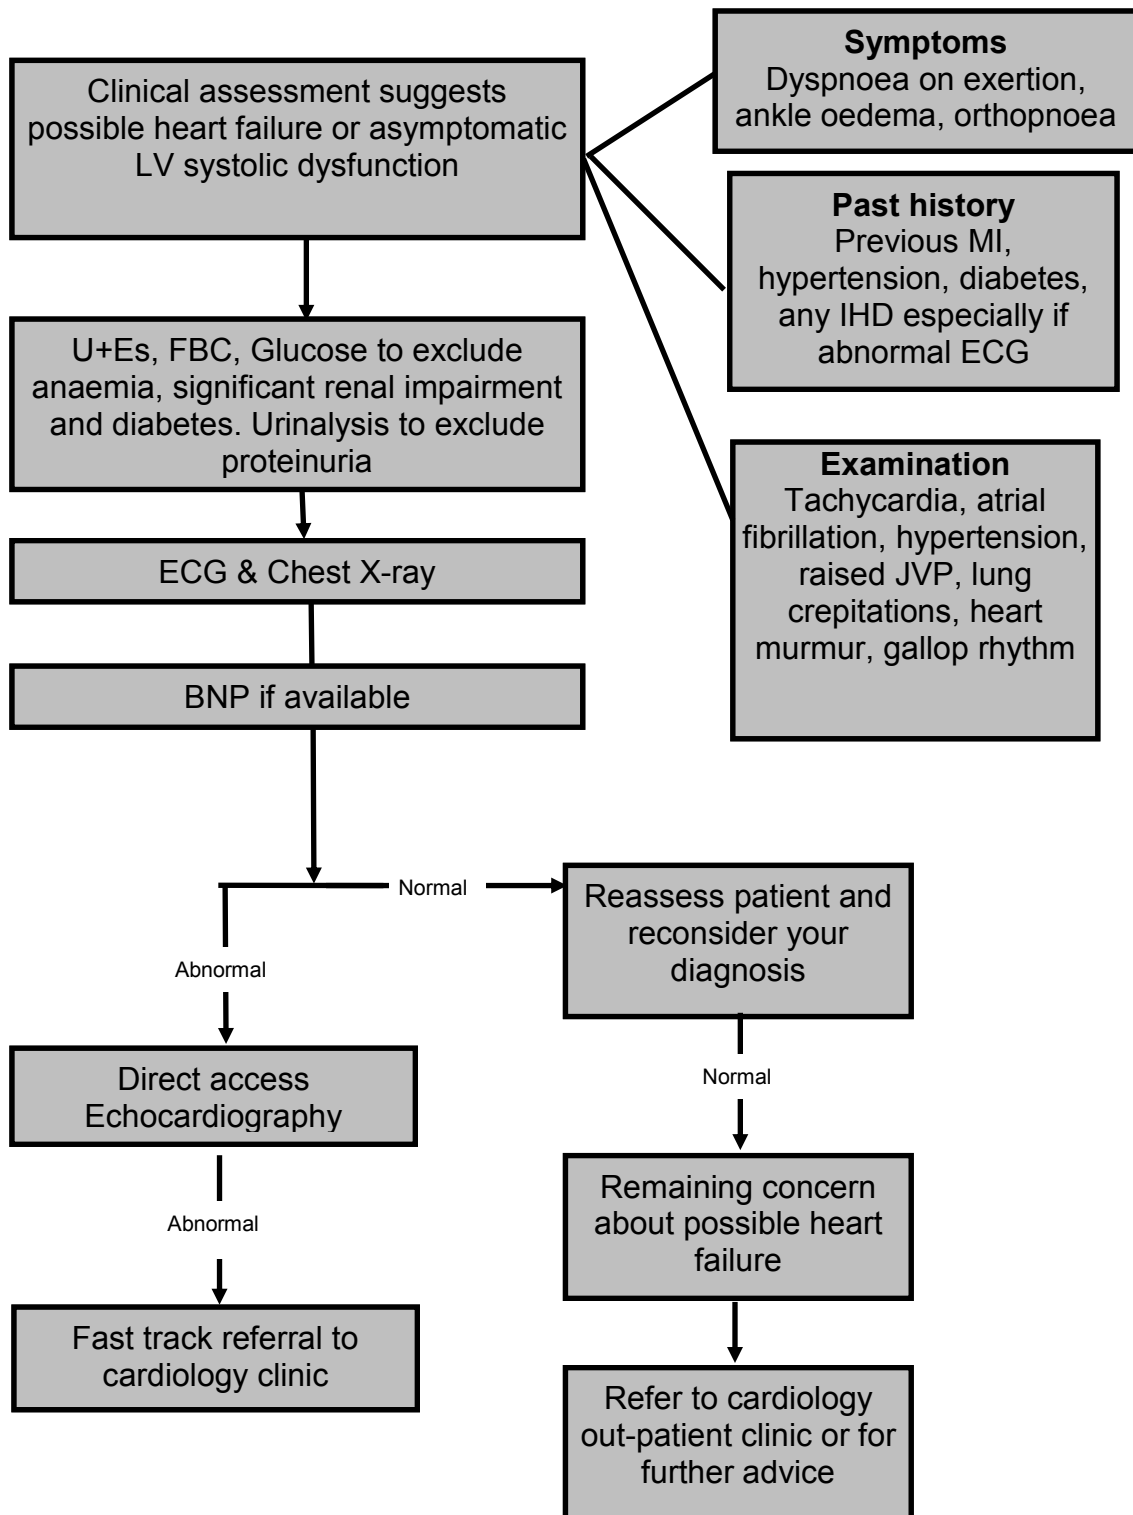 Clinical assessment suggests
possible heart failure or asymptomatic
LV systolic dysfunction
Symptoms
Dyspnoea on exertion,
ankle oedema, orthopnoea
Past history
Previous MI,
hypertension, diabetes,
any IHD especially if
abnormal ECG
U+Es, FBC, Glucose to exclude
anaemia, significant renal impairment
and diabetes. Urinalysis to exclude
proteinuria
Examination
Tachycardia, atrial
fibrillation, hypertension,
raised JVP, lung
crepitations, heart
murmur, gallop rhythm
ECG & Chest X-ray
BNP if available
Normal
Reassess patient and
reconsider your
diagnosis
Abnormal
Direct access
Echocardiography
Normal
Abnormal
Remaining concern
about possible heart
failure
Fast track referral to
cardiology clinic
Refer to cardiology
out-patient clinic or for
further advice